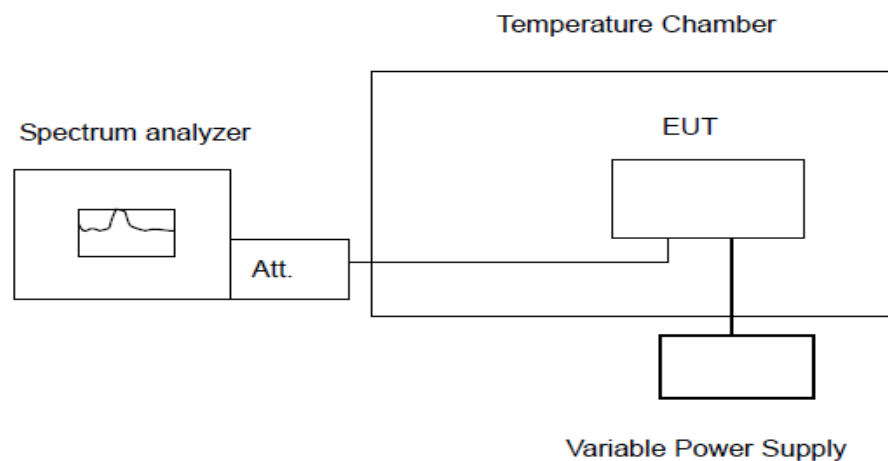 Temperature Chamber
Spectrum analyzer
EUT
Att.
Variable Power Supply